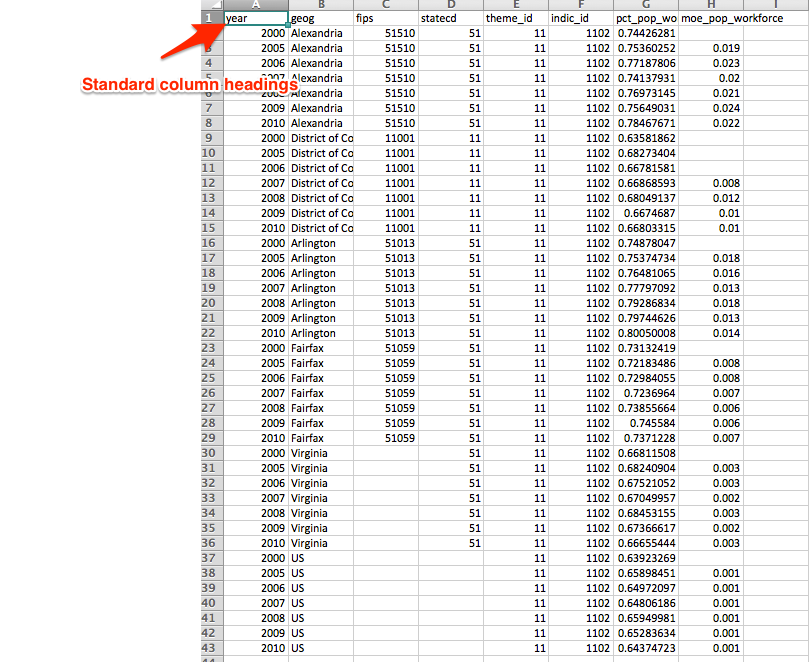 A B C D E F G H I
1 year geog fips statecd theme_id indic_id pct_pop_wo moe_pop_workforce
2000 Alexandria 51510 51 11 1102 0.74426281
3 2005 Alexandria 51510 51 11 1102 0.75360252 0.019
4 2006 Alexandria 51510 51 11 1102 0.77187806 0.023
Standard column headings
5 2007 Alexandria 51510 51 11 1102 0.74137931 0.02
6 2008 Alexandria 51510 51 11 1102 0.76973145 0.021
7 2009 Alexandria 51510 51 11 1102 0.75649031 0.024
8 2010 Alexandria 51510 51 11 1102 0.78467671 0.022
9 2000 District of Co 11001 11 11 1102 0.63581862
10 2005 District of Co 11001 11 11 1102 0.68273404
11 2006 District of Co 11001 11 11 1102 0.66781581
12 2007 District of Co 11001 11 11 1102 0.66868593 0.008
13 2008 District of Co 11001 11 11 1102 0.68049137 0.012
14 2009 District of Co 11001 11 11 1102 0.6674687 0.01
15 2010 District of Co 11001 11 11 1102 0.66803315 0.01
16 2000 Arlington 51013 51 11 1102 0.74878047
17 2005 Arlington 51013 51 11 1102 0.75374734 0.018
18 2006 Arlington 51013 51 11 1102 0.76481065 0.016
19 2007 Arlington 51013 51 11 1102 0.77797092 0.013
20 2008 Arlington 51013 51 11 1102 0.79286834 0.018
21 2009 Arlington 51013 51 11 1102 0.79744626 0.013
22 2010 Arlington 51013 51 11 1102 0.80050008 0.014
23 2000 Fairfax 51059 51 11 1102 0.73132419
24 2005 Fairfax 51059 51 11 1102 0.72183486 0.008
25 2006 Fairfax 51059 51 11 1102 0.72984055 0.008
26 2007 Fairfax 51059 51 11 1102 0.7236964 0.007
27 2008 Fairfax 51059 51 11 1102 0.73855664 0.006
28 2009 Fairfax 51059 51 11 1102 0.745584 0.006
29 2010 Fairfax 51059 51 11 1102 0.7371228 0.007
30 2000 Virginia 51 11 1102 0.66811508
31 2005 Virginia 51 11 1102 0.68240904 0.003
32 2006 Virginia 51 11 1102 0.67521052 0.003
33 2007 Virginia 51 11 1102 0.67049957 0.002
34 2008 Virginia 51 11 1102 0.68453155 0.003
35 2009 Virginia 51 11 1102 0.67366617 0.002
36 2010 Virginia 51 11 1102 0.66655444 0.003
37 2000 US 11 1102 0.63923269
38 2005 US 11 1102 0.65898451 0.001
39 2006 US 11 1102 0.64972097 0.001
40 2007 US 11 1102 0.64806186 0.001
41 2008 US 11 1102 0.65949981 0.001
42 2009 US 11 1102 0.65283634 0.001
43 2010 US 11 1102 0.64374723 0.001